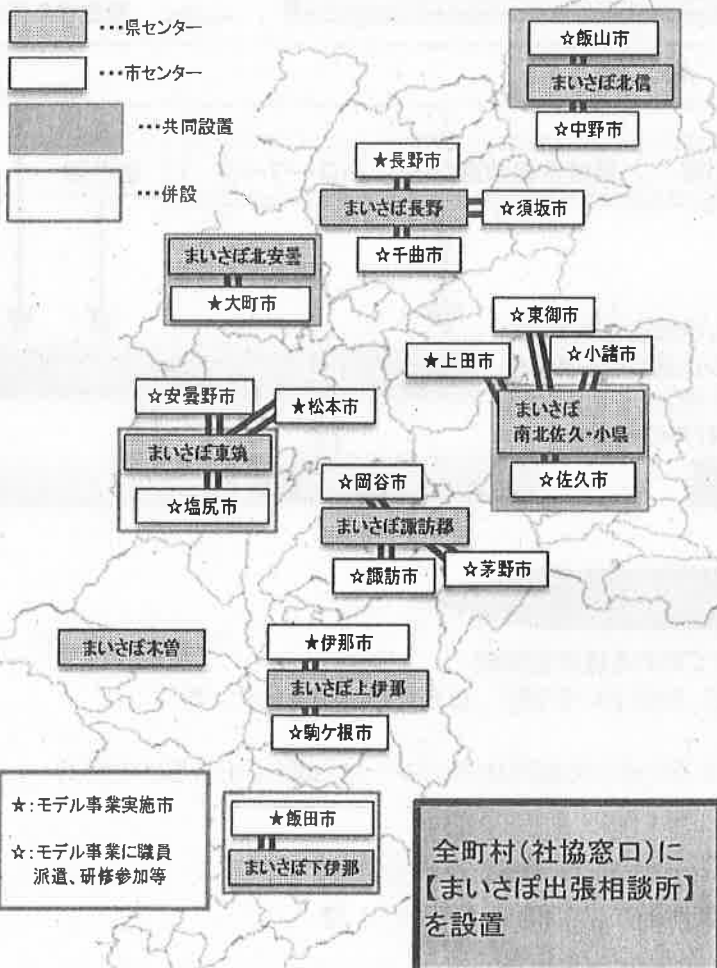 …県センター
…市センター
…共同設置
…併設
☆飯山市
まいさぽ北信
☆中野市
★長野市
まいさぽ長野
☆須坂市
☆千曲市
まいさぽ北安曇
★大町市
☆東御市
★上田市
☆小諸市
まいさぽ
南北佐久・小県
☆佐久市
☆安曇野市
★松本市
まいさぽ東筑
☆塩尻市
☆岡谷市
まいさぽ諏訪郡
☆諏訪市
☆茅野市
まいさぽ木曽
★伊那市
まいさぽ上伊那
☆駒ケ根市
★飯田市
まいさぽ下伊那
★:モデル事業実施市
☆:モデル事業に職員
派遣、研修参加等
全町村(社協窓口)に
【まいさぽ出張相談所】
を設置